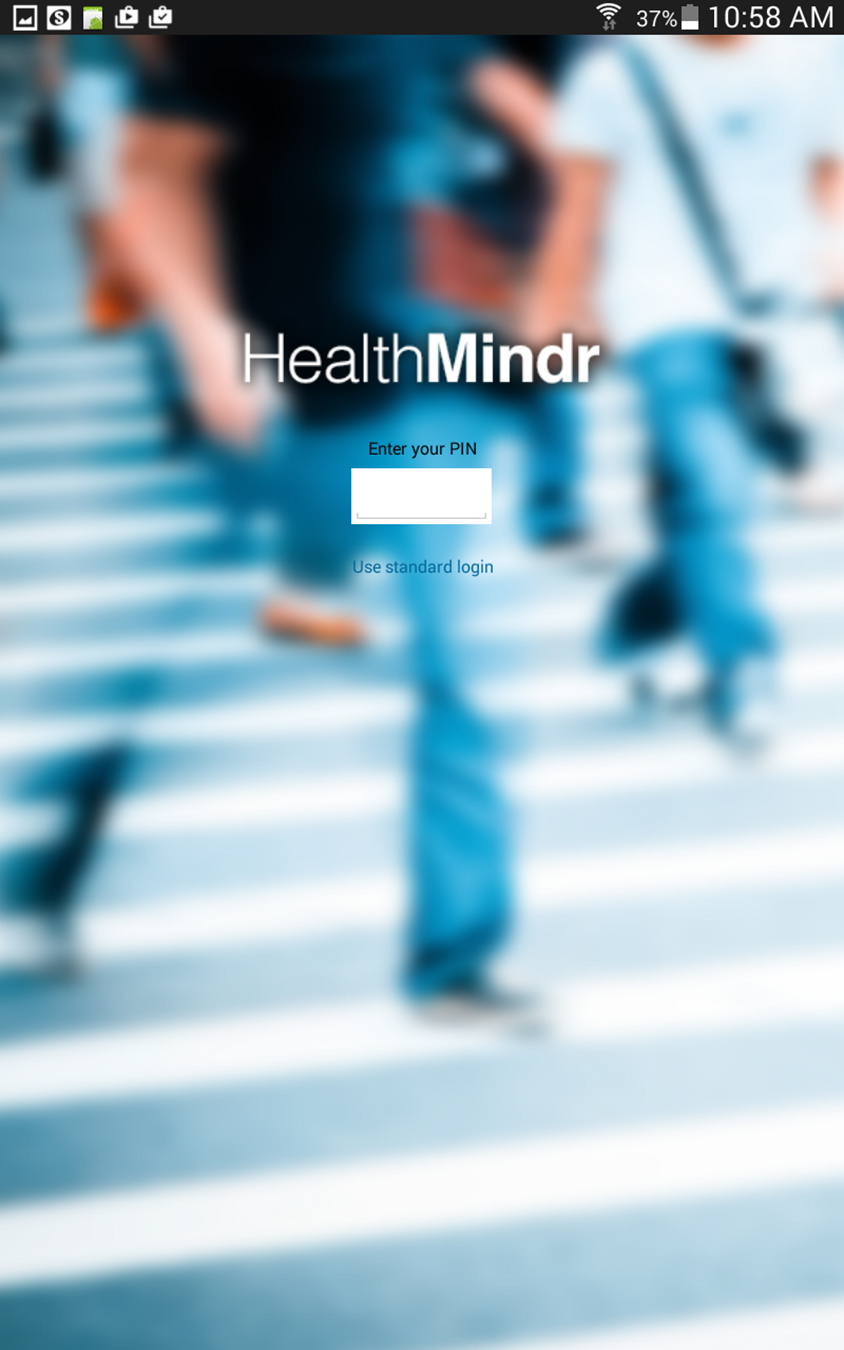 37% 10:58 AM
HealthMindr
Enter your PIN
Use standard login